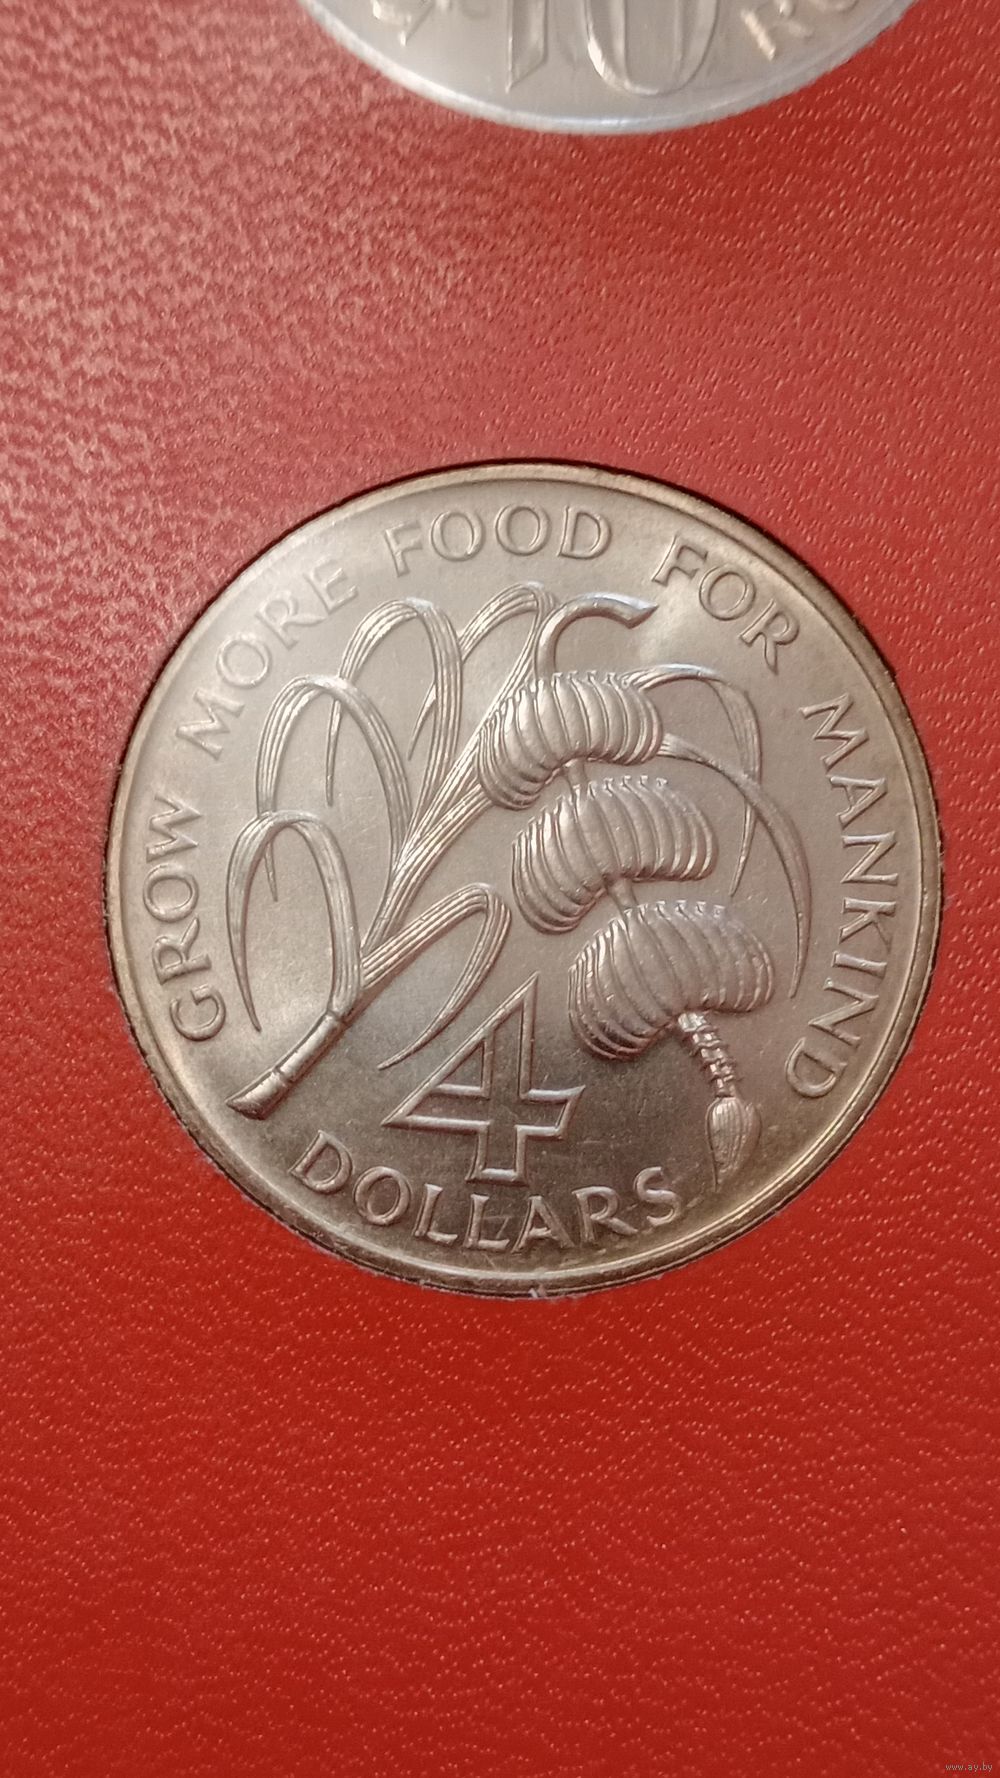 10
GROW MORE FOOD FOR MANKIND
4
DOLLARS
www.ay.by